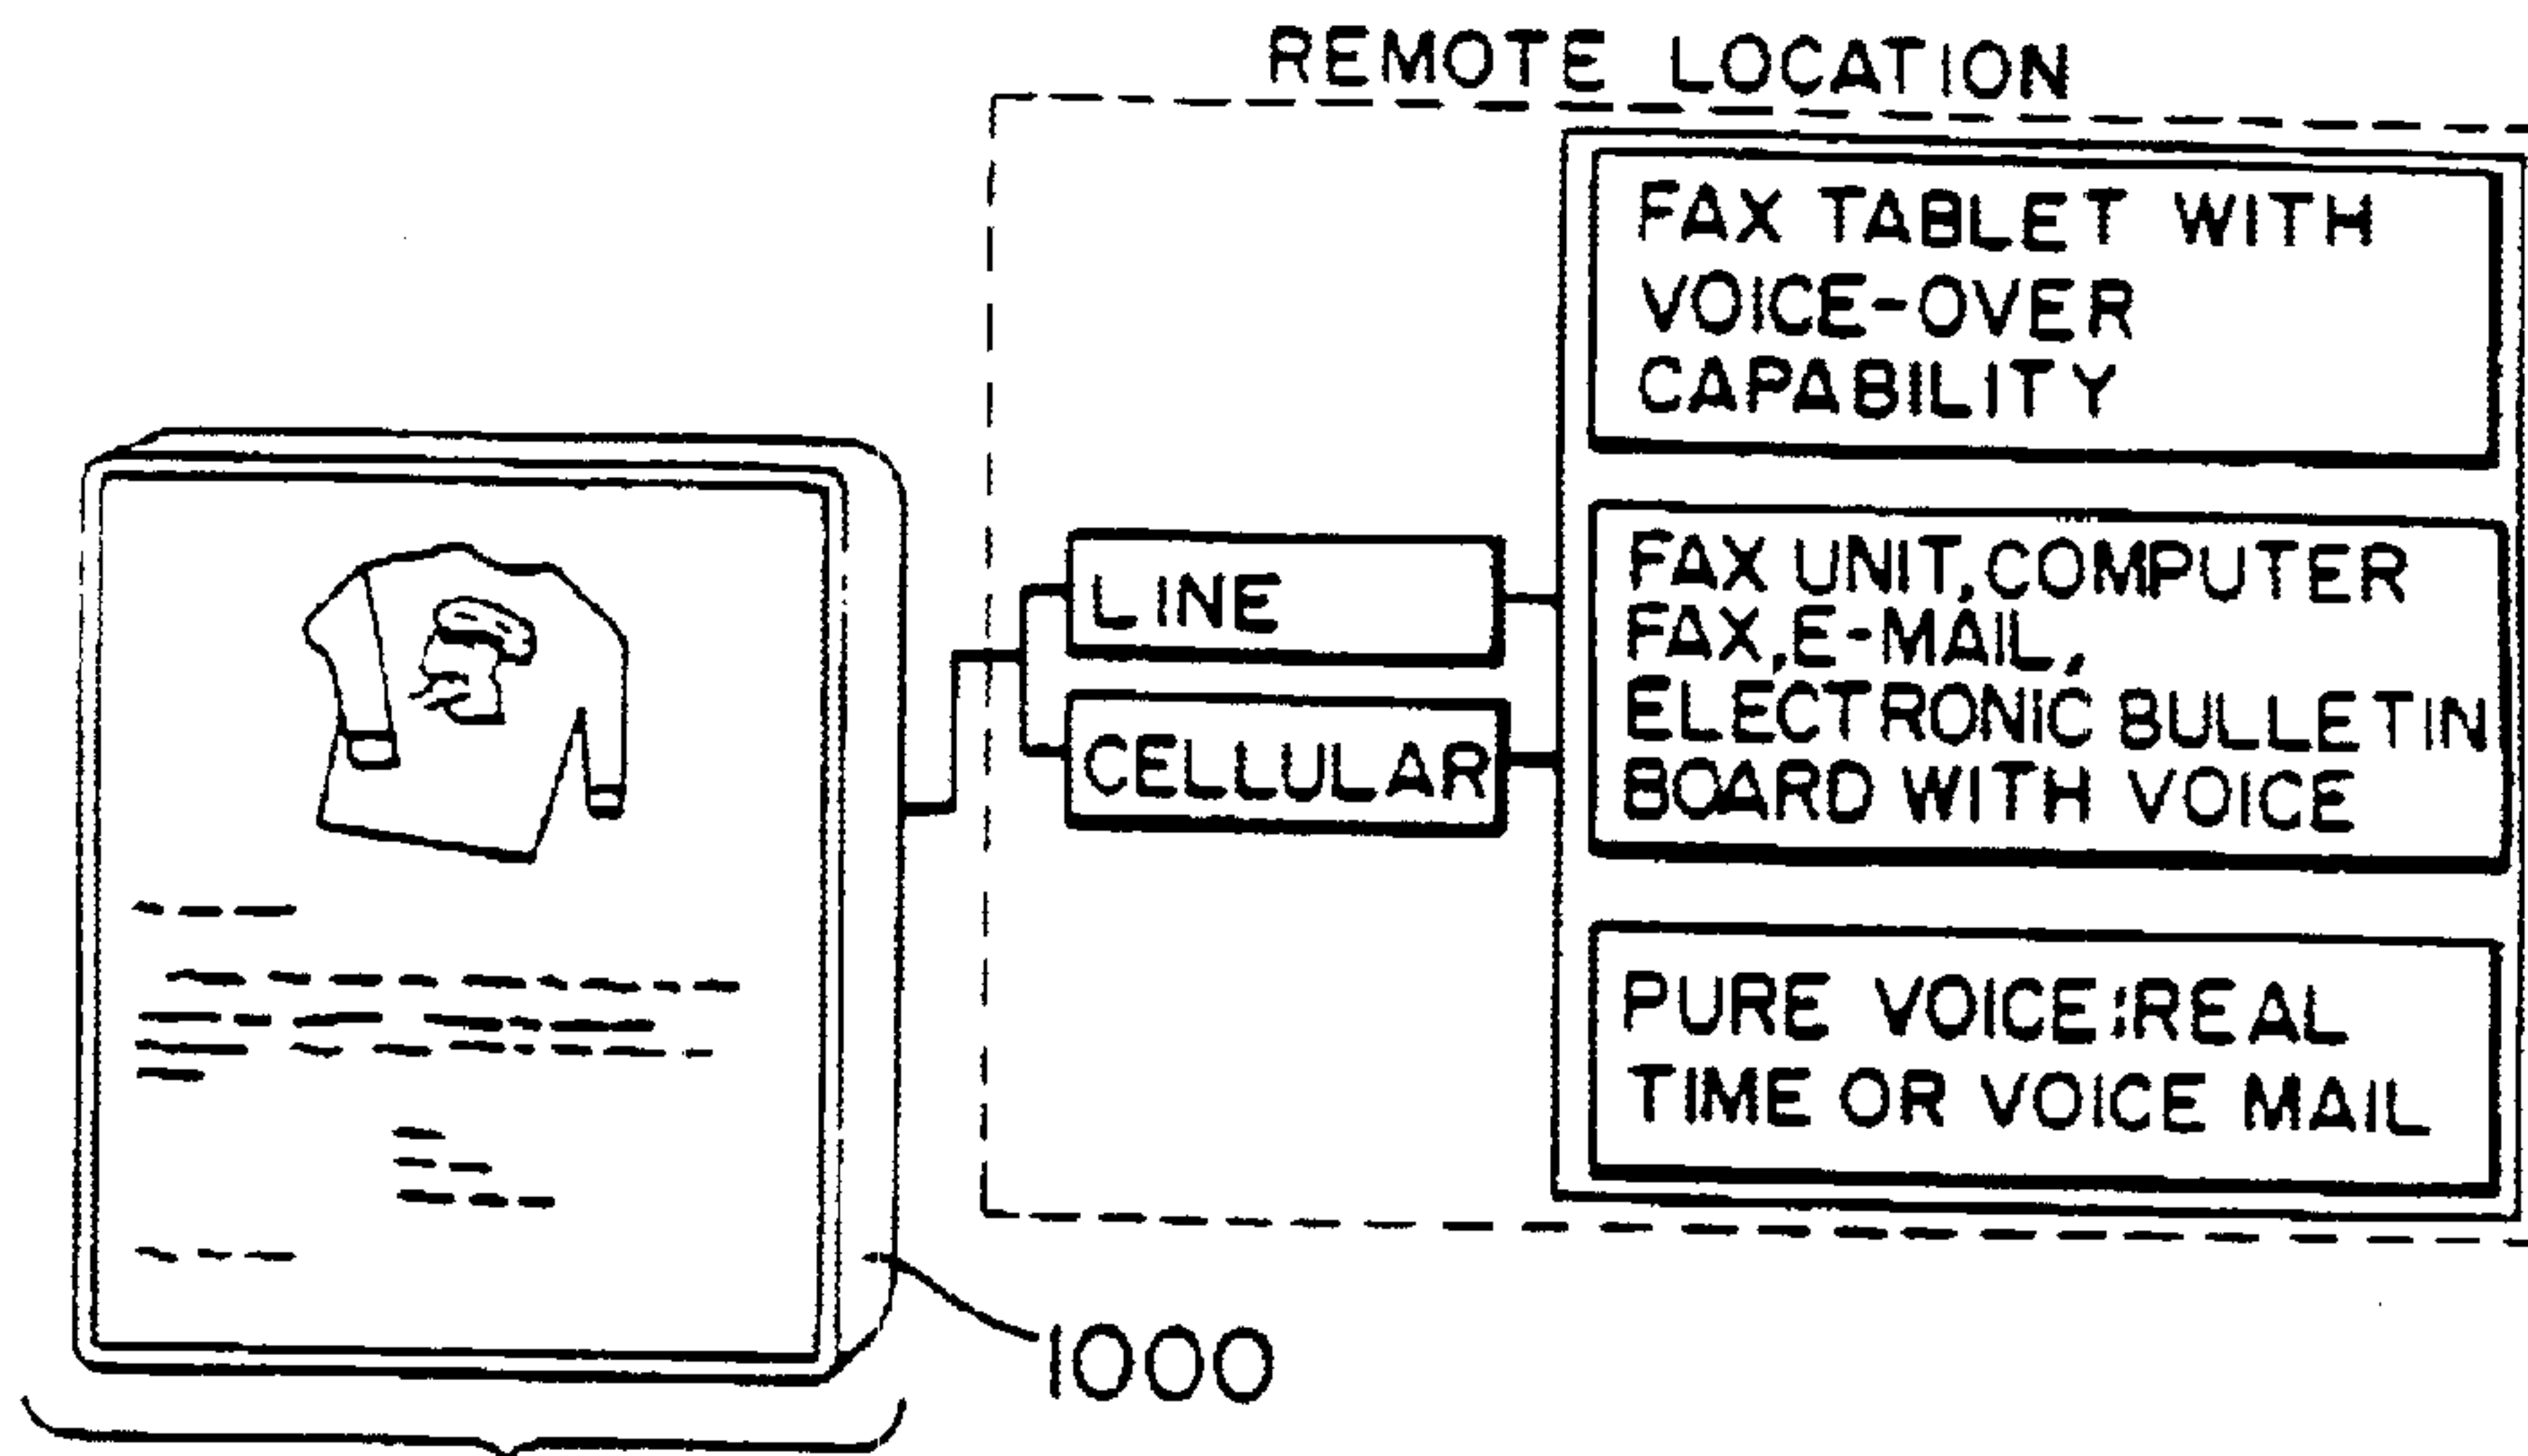 REMOTE LOCATION
FAX TABLET WITH
VOICE-OVER
CAPABILITY
LINE
CELLULAR
FAX UNIT, COMPUTER
FAX, E-MAIL,
ELECTRONIC BULLETIN
BOARD WITH VOICE
PURE VOICE:REAL
TIME OR VOICE MAIL
1000